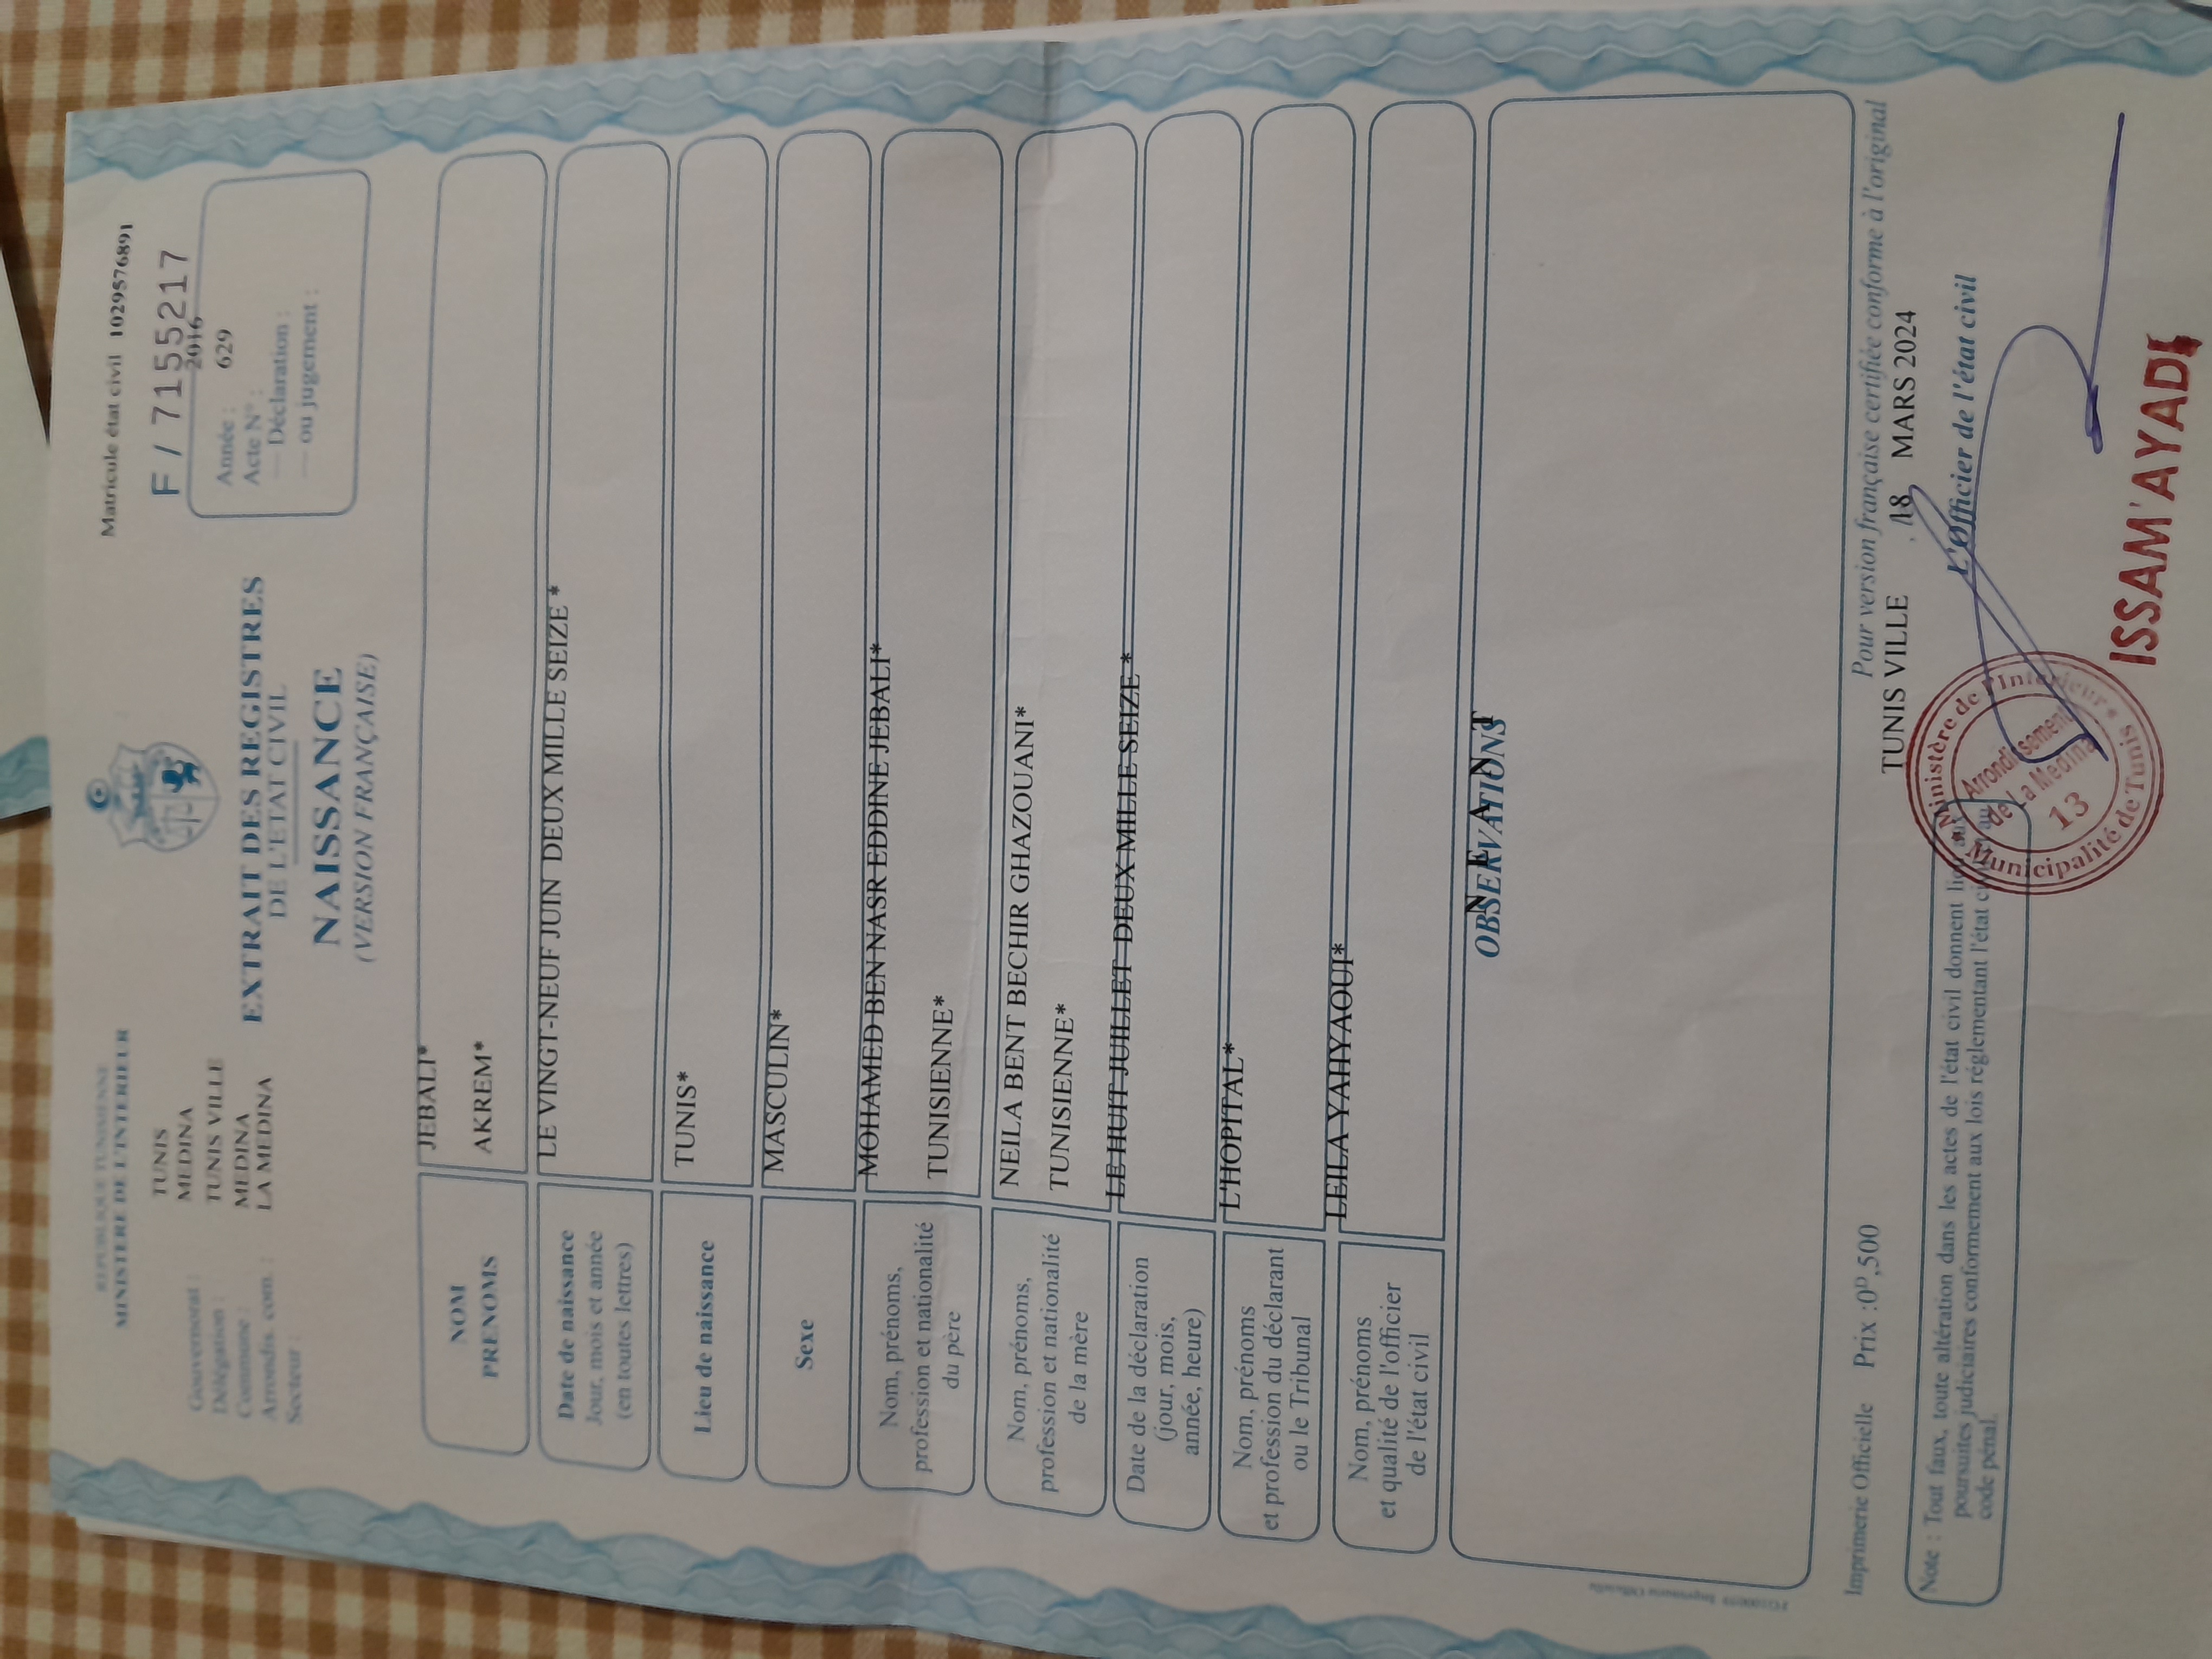 REPUBLIQUE TUNISIENNE
MINISTERE DE L'INTERIEUR
Gouvernorat : TUNIS
Délégation : MEDINA
Commune : TUNIS VILLE
Arrondis. com. : MEDINA
Secteur : LA MEDINA
Matricule état civil 1029576891
F / 7155217
Année : 2016
Acte N° : 629
— Déclaration :
— ou jugement :
EXTRAIT DES REGISTRES
DE L'ETAT CIVIL
NAISSANCE
(VERSION FRANÇAISE)
NOM JEBALI*
PRENOMS AKREM*
Date de naissance
Jour, mois et année
(en toutes lettres)
LE VINGT-NEUF JUIN DEUX MILLE SEIZE *
Lieu de naissance TUNIS*
Sexe MASCULIN*
Nom, prénoms,
profession et nationalité
du père
MOHAMED BEN NASR EDDINE JEBALI*
TUNISIENNE*
Nom, prénoms,
profession et nationalité
de la mère
NEILA BENT BECHIR GHAZOUANI*
TUNISIENNE*
Date de la déclaration
(jour, mois,
année, heure)
LE HUIT JUILLET DEUX MILLE SEIZE *
Nom, prénoms
et profession du déclarant
ou le Tribunal
L'HOPITAL*
Nom, prénoms
et qualité de l'officier
de l'état civil
LEILA YAHYAOUI*
OBSERVATIONS
N E A N T
Imprimerie Officielle Prix :0ᴰ,500
Pour version française certifiée conforme à l'original
TUNIS VILLE , 18 MARS 2024
L'Officier de l'état civil
Note : Tout faux, toute altération dans les actes de l'état civil donnent lieu aux
poursuites judiciaires conformement aux lois réglementant l'état civil au
code pénal.
Ministère de l'Intérieur
Municipalité de Tunis
Arrondissement
de La Medina
13
ISSAM'AYADI